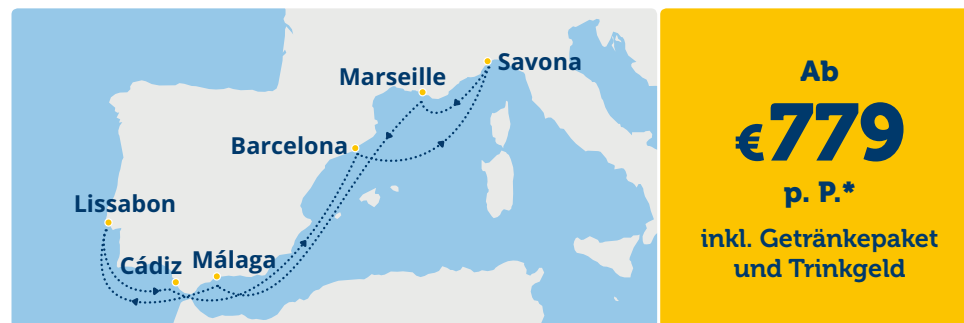 Savona
Marseille
Barcelona
Lissabon
Cádiz
Málaga
Ab
€779
p. P.*
inkl. Getränkepaket
und Trinkgeld